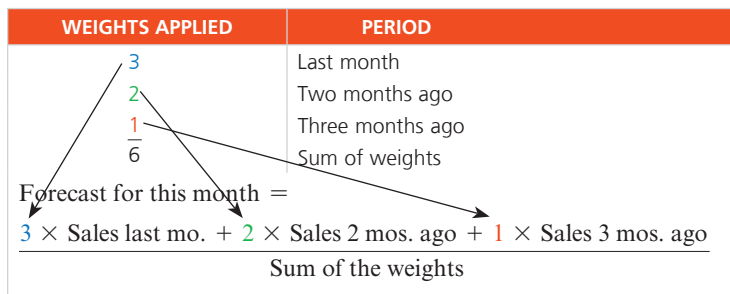 WEIGHTS APPLIED PERIOD
3 Last month
2 Two months ago
1 Three months ago
6 Sum of weights
Forecast for this month =
3 × Sales last mo. + 2 × Sales 2 mos. ago + 1 × Sales 3 mos. ago
Sum of the weights